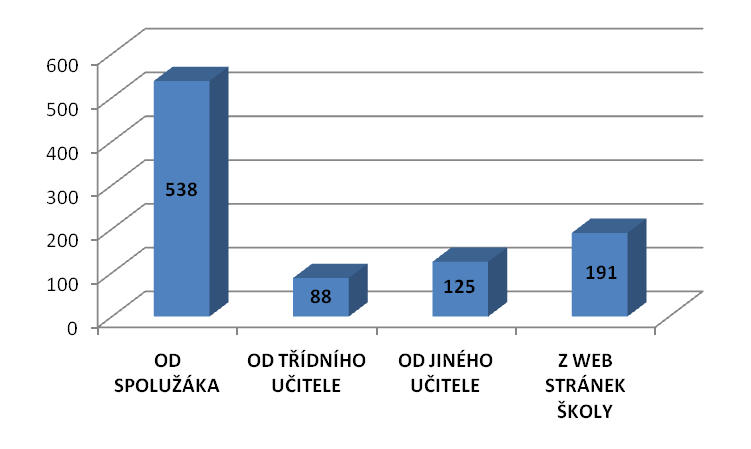 600
500
400
300
200
100
0
538
88
125
191
OD
SPOLUŽÁKA
OD TŘÍDNÍHO
UČITELE
OD JINÉHO
UČITELE
Z WEB
STRÁNEK
ŠKOLY